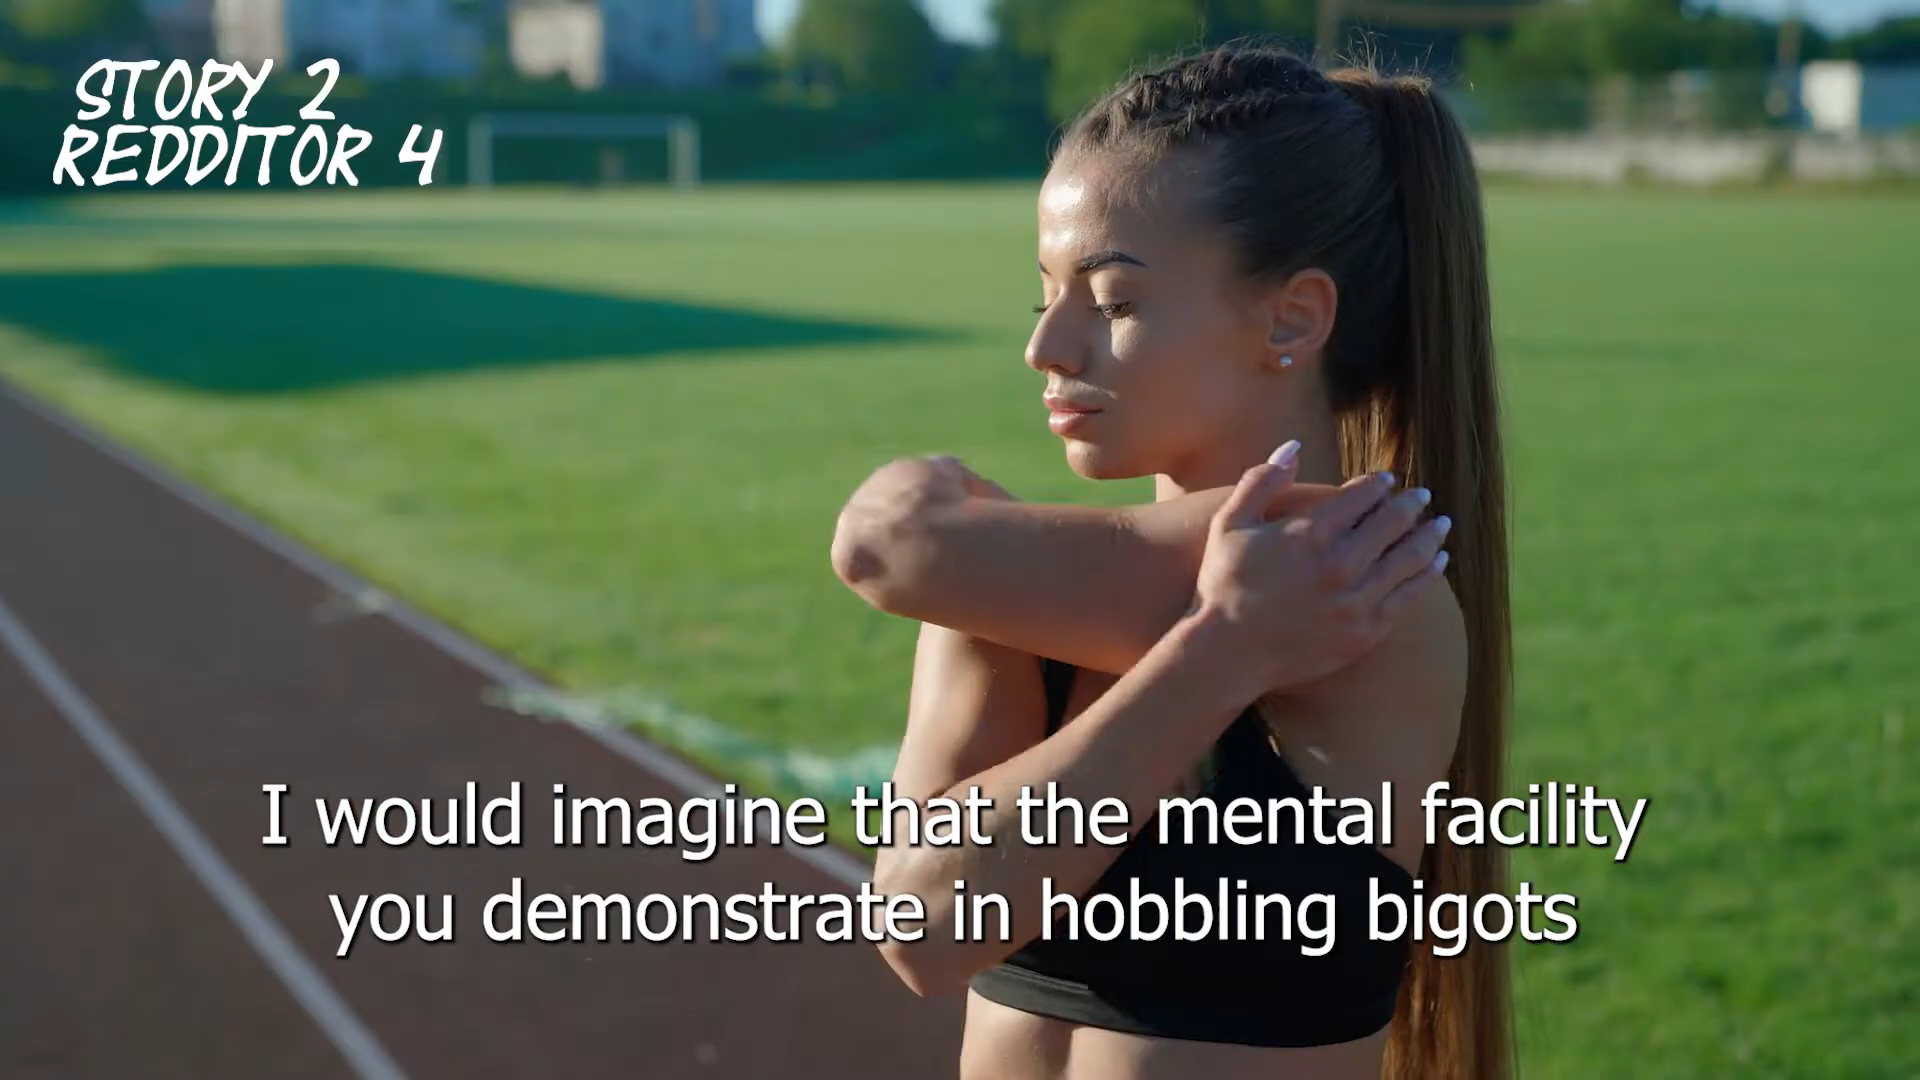 STORY 2
REDDITOR 4
I would imagine that the mental facility
you demonstrate in hobbling bigots